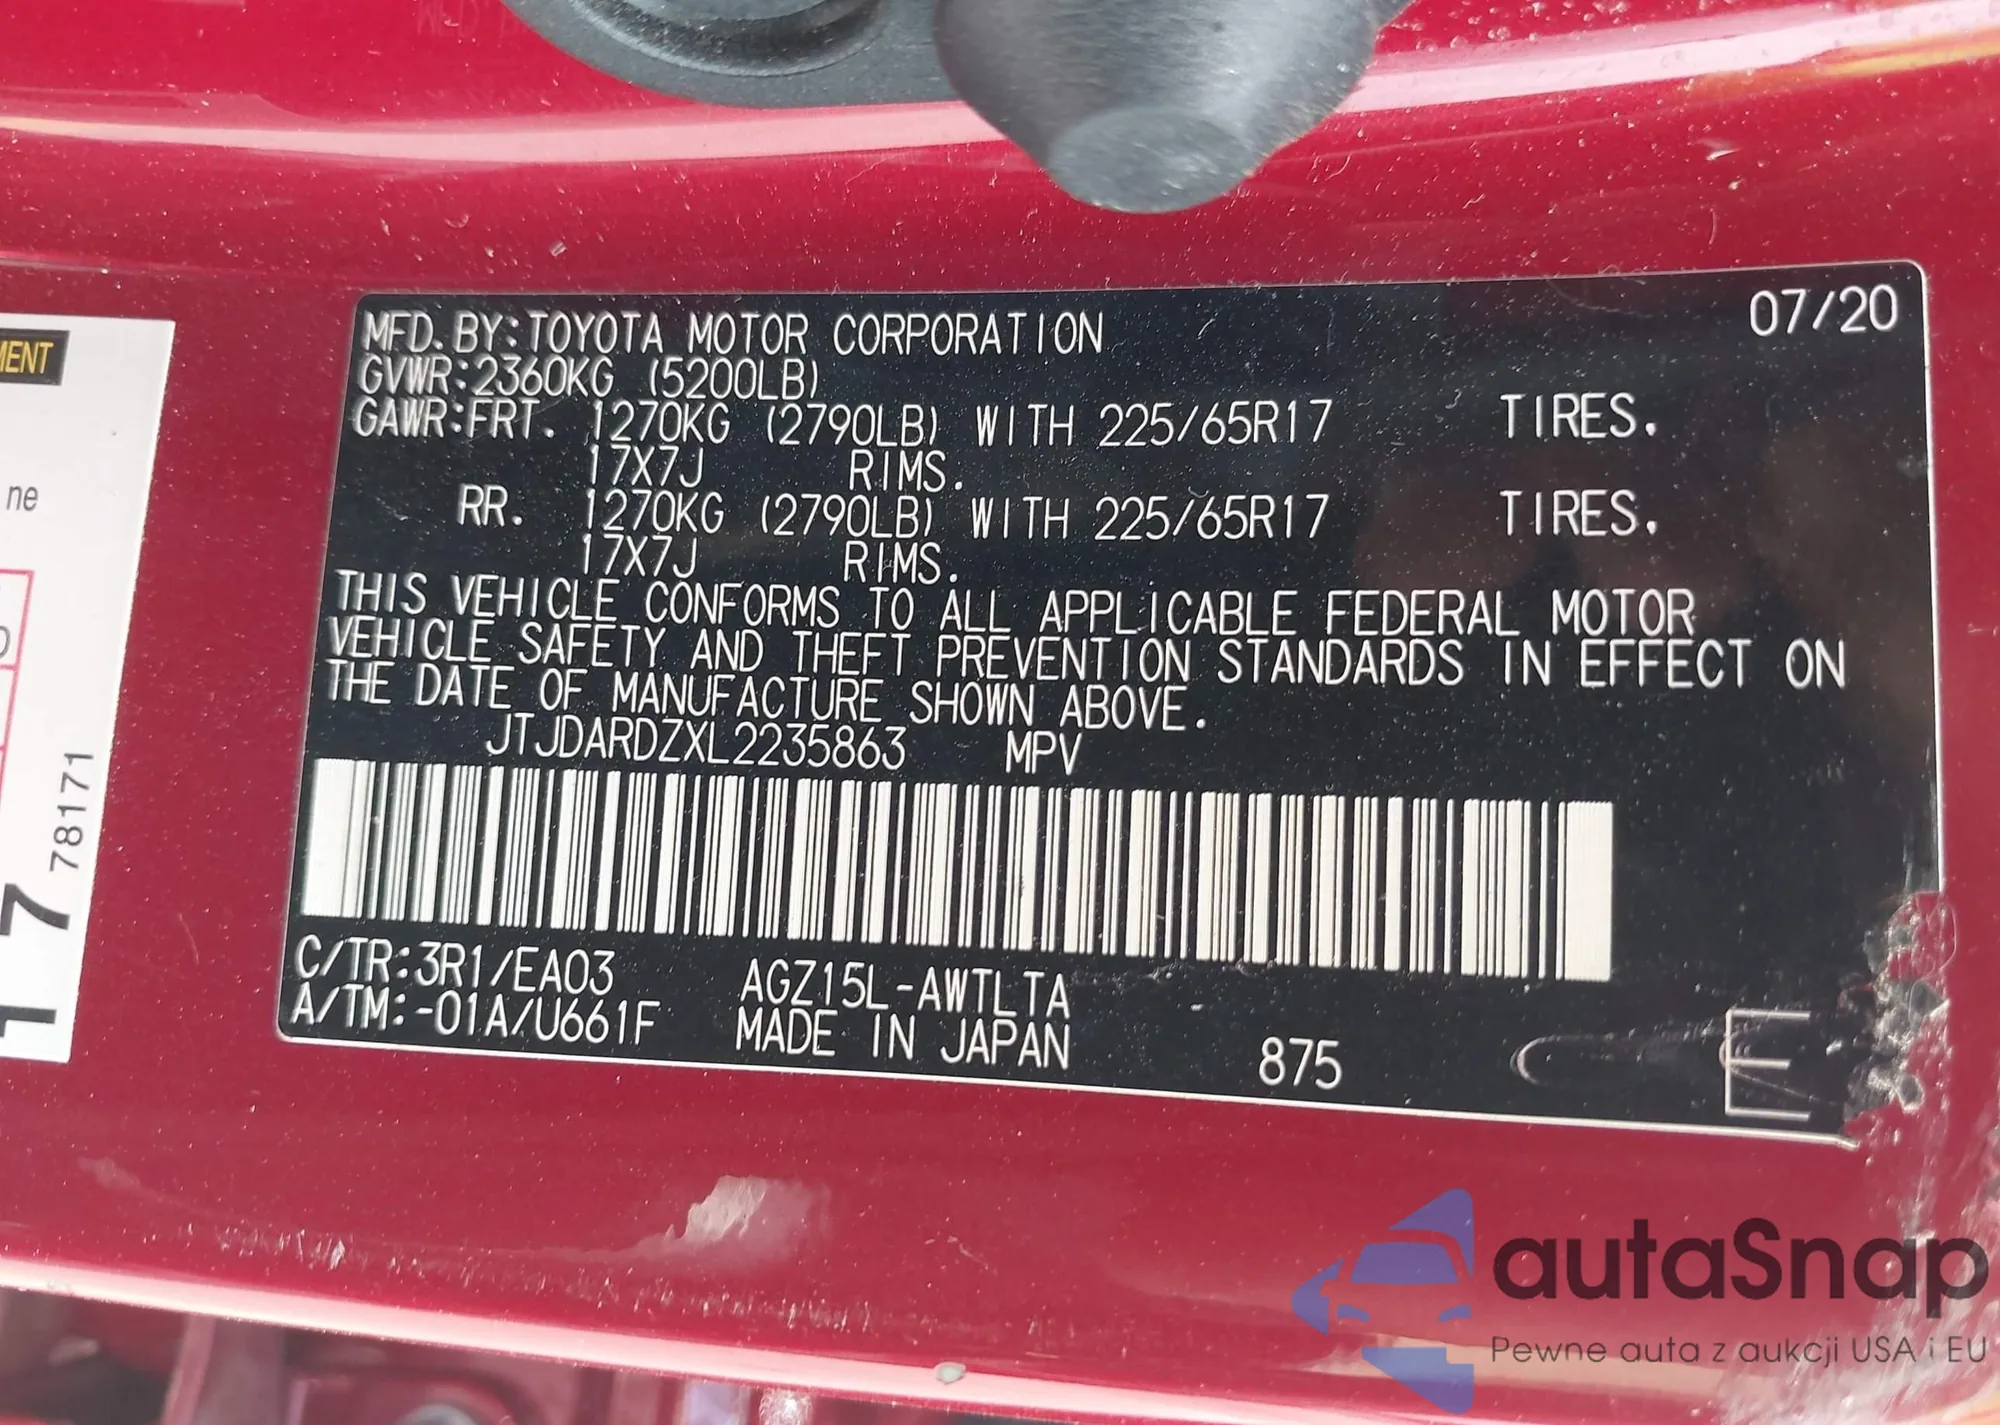 07/20
MFD.BY:TOYOTA MOTOR CORPORATION
GVWR:2360KG (5200LB)
GAWR:FRT. 1270KG (2790LB) WITH 225/65R17 TIRES.
17X7J RIMS.
RR. 1270KG (2790LB) WITH 225/65R17 TIRES.
17X7J RIMS.
THIS VEHICLE CONFORMS TO ALL APPLICABLE FEDERAL MOTOR
VEHICLE SAFETY AND THEFT PREVENTION STANDARDS IN EFFECT ON
THE DATE OF MANUFACTURE SHOWN ABOVE.
JTJDARDZXL2235863 MPV
C/TR:3R1/EA03 AGZ15L-AWTLTA
A/TM:-01A/U661F MADE IN JAPAN 875 E
MENT
ne
78171
17
autaSnap
Pewne auta z aukcji USA i EU